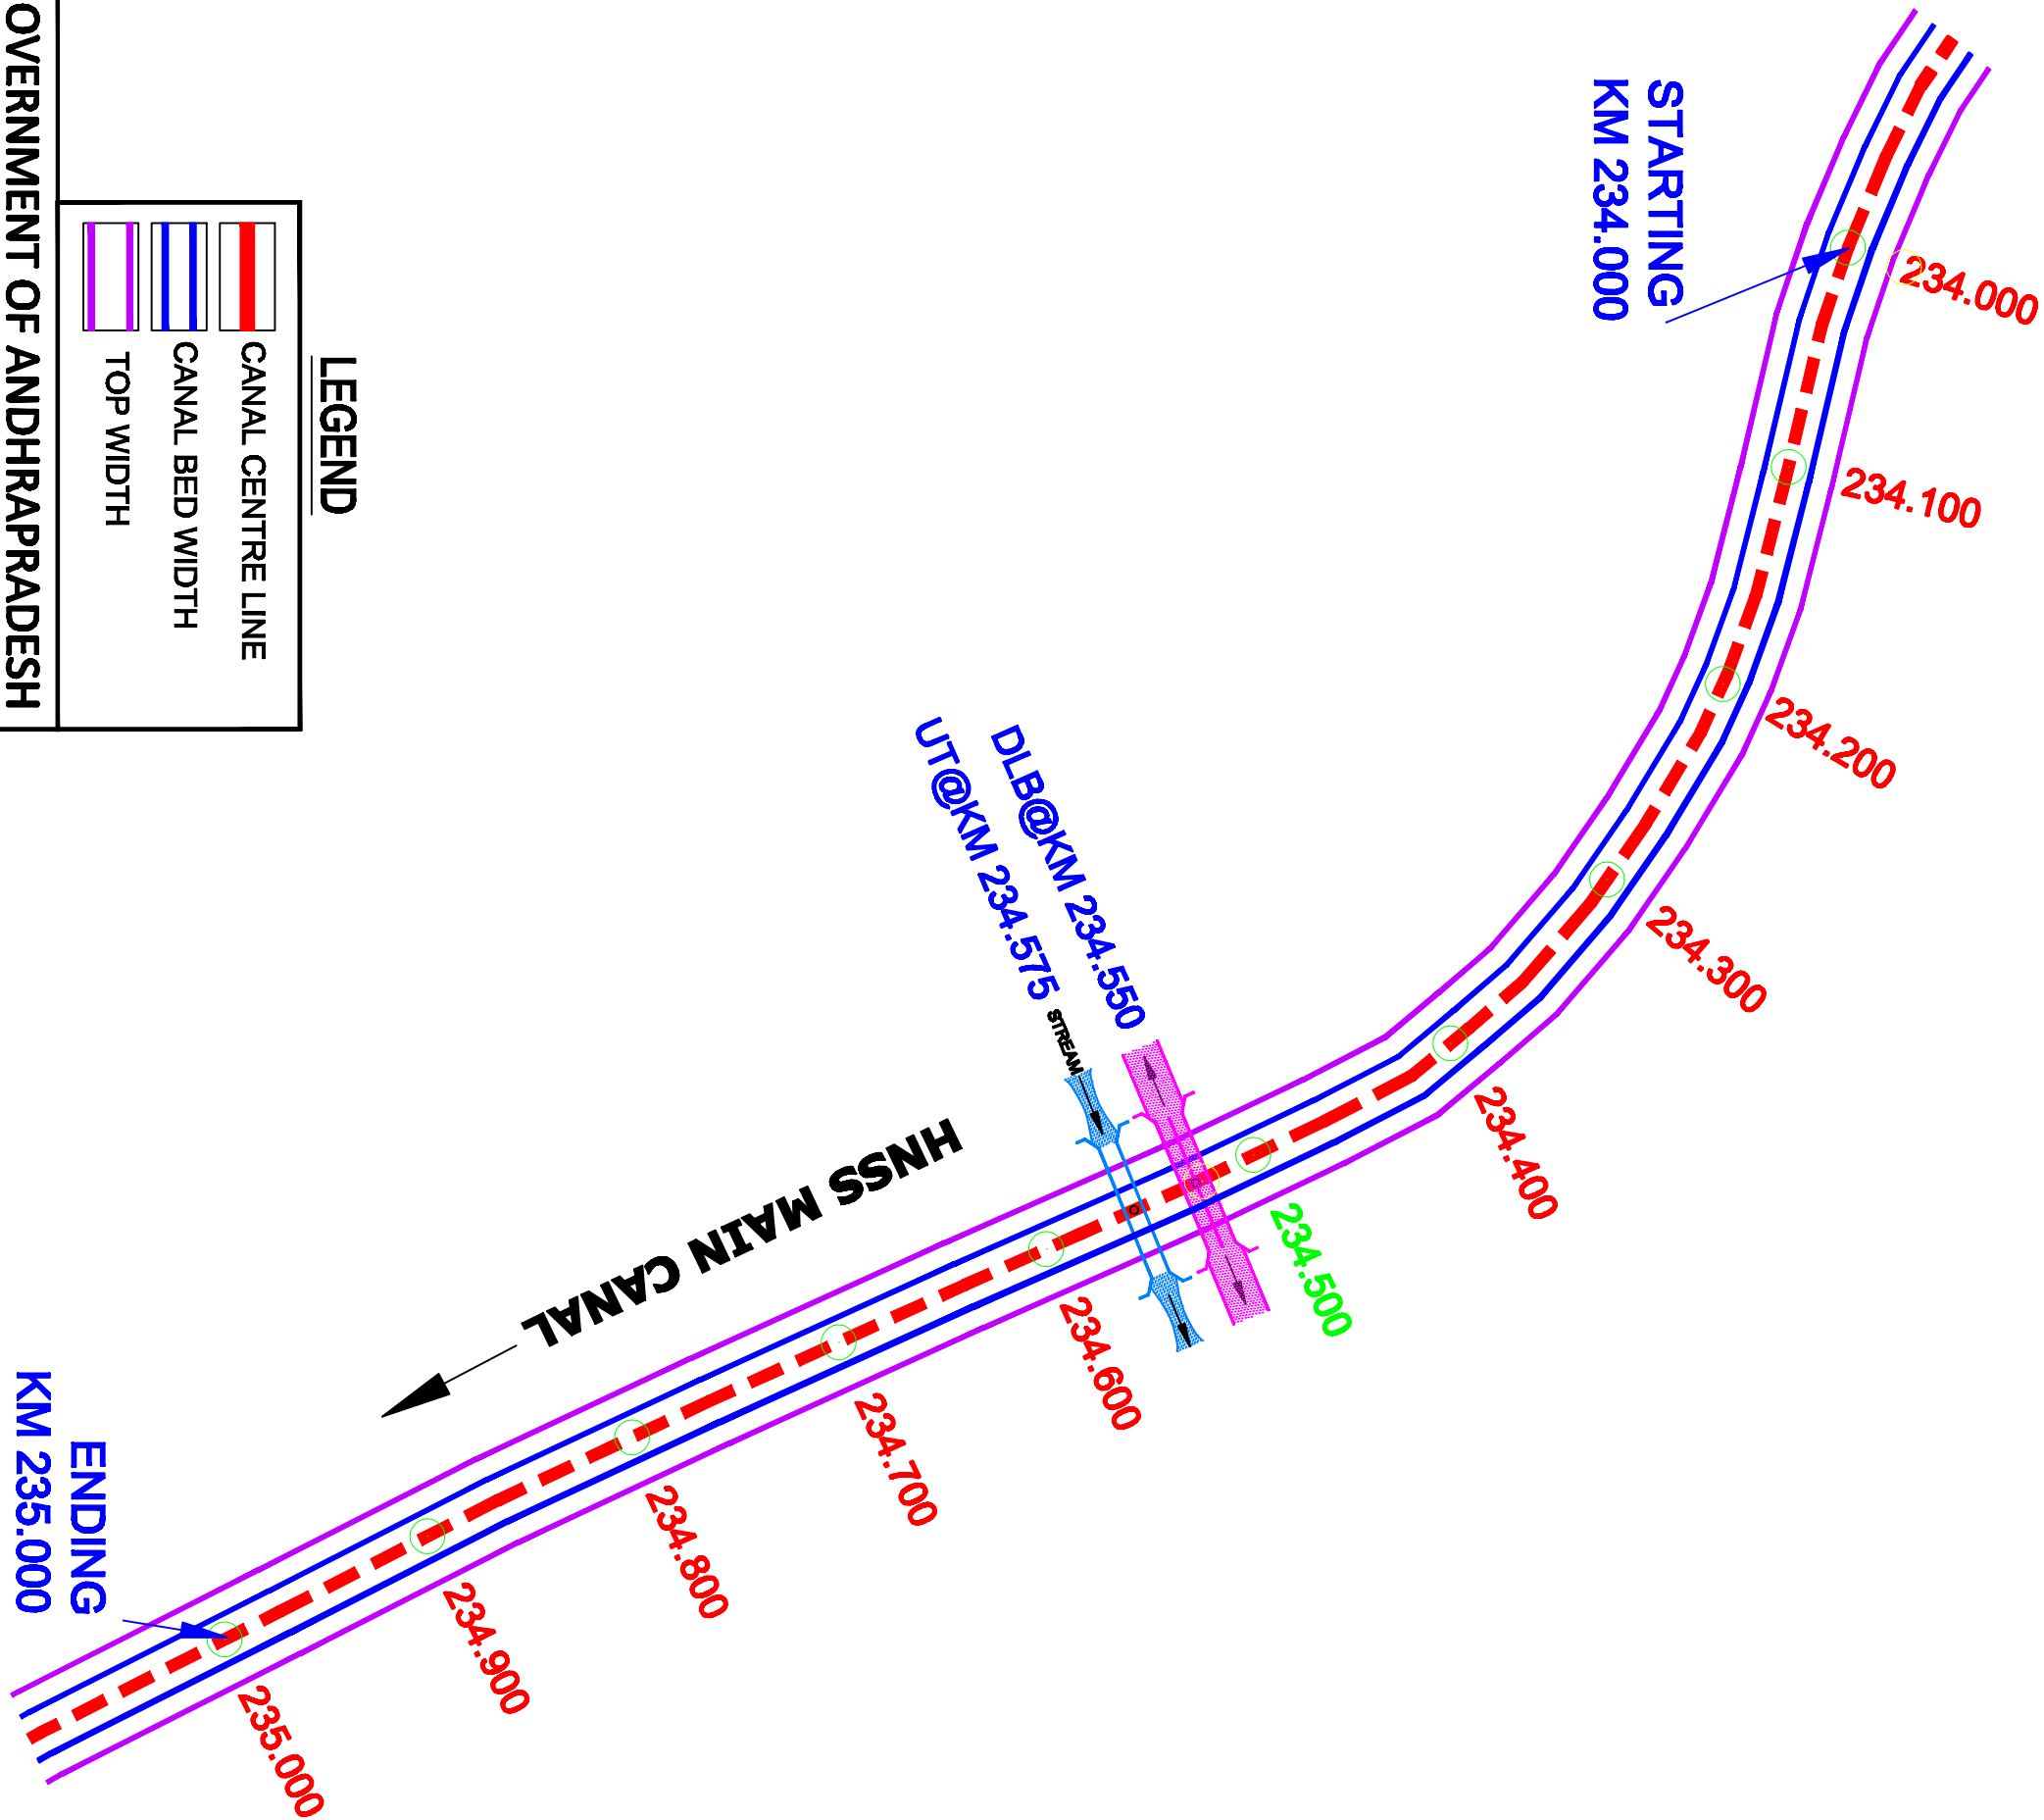 STARTING
KM 234.000
234.000
234.100
234.200
234.300
234.400
234.500
234.600
234.700
234.800
234.900
235.000
DLB@KM 234.550
UT@KM 234.575
STREAM
HNSS MAIN CANAL
ENDING
KM 235.000
LEGEND
CANAL CENTRE LINE
CANAL BED WIDTH
TOP WIDTH
OVERNMENT OF ANDHRAPRADESH